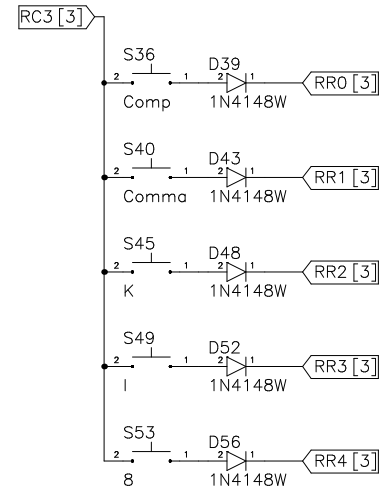 RC3 [3]
S36
D39
2 1 2 1
RR0 [3]
Comp
1N4148W
S40
D43
2 1 2 1
RR1 [3]
Comma
1N4148W
S45
D48
2 1 2 1
RR2 [3]
K
1N4148W
S49
D52
2 1 2 1
RR3 [3]
I
1N4148W
S53
D56
2 1 2 1
RR4 [3]
8
1N4148W